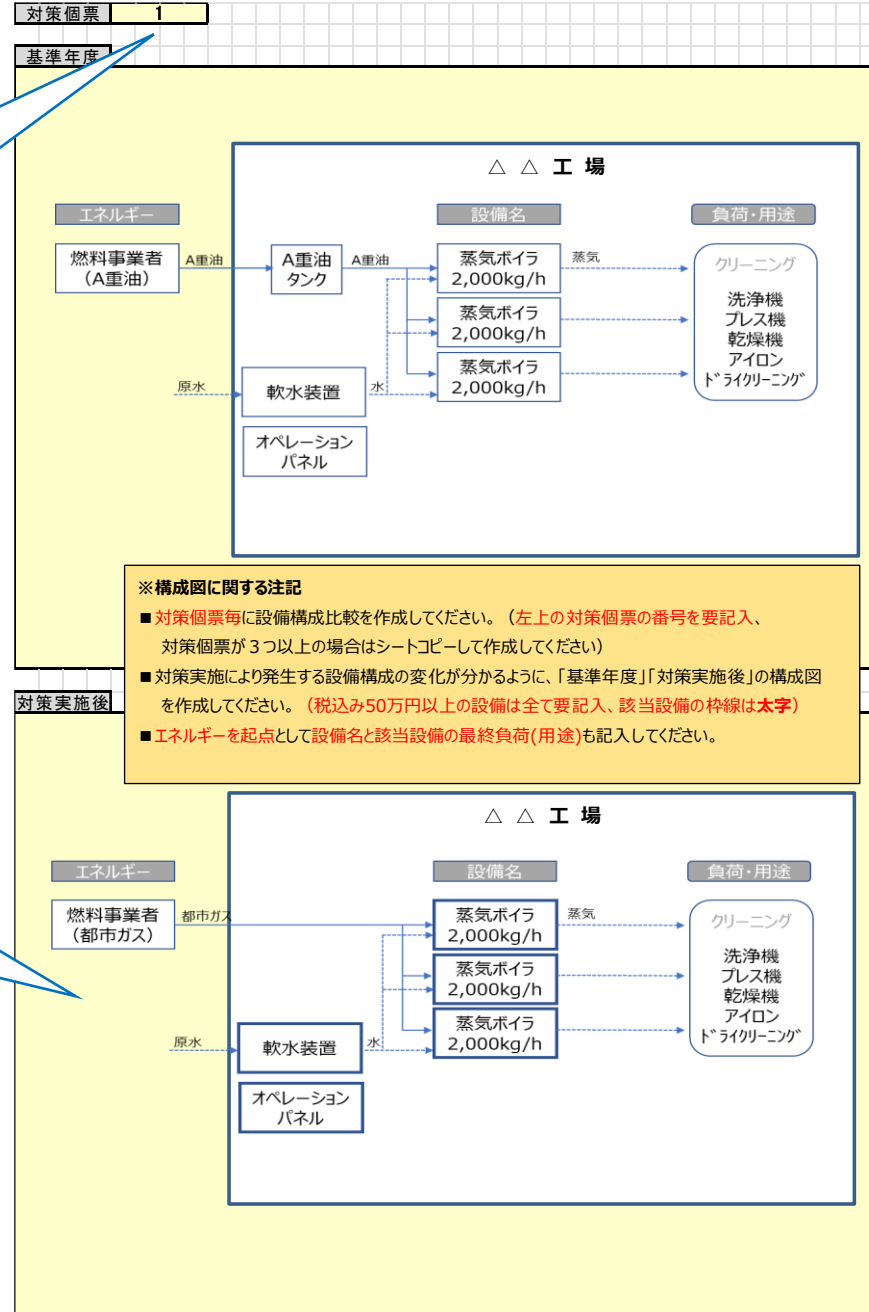 対策個票 1
基準年度
△ △ 工 場
エネルギー
設備名
負荷・用途
燃料事業者
（A重油）
A重油
A重油
タンク
A重油
蒸気ボイラ
2,000kg/h
蒸気
蒸気ボイラ
2,000kg/h
蒸気ボイラ
2,000kg/h
クリーニング
洗浄機
プレス機
乾燥機
アイロン
ﾄﾞﾗｲｸﾘｰﾆﾝｸﾞ
原水
軟水装置
水
オペレーション
パネル
※構成図に関する注記
■対策個票毎に設備構成比較を作成してください。（左上の対策個票の番号を要記入、
対策個票が３つ以上の場合はシートコピーして作成してください）
■対策実施により発生する設備構成の変化が分かるように、「基準年度」「対策実施後」の構成図
を作成してください。（税込み50万円以上の設備は全て要記入、該当設備の枠線は太字）
■エネルギーを起点として設備名と該当設備の最終負荷(用途)も記入してください。
対策実施後
△ △ 工 場
エネルギー
設備名
負荷・用途
燃料事業者
（都市ガス）
都市ガス
蒸気ボイラ
2,000kg/h
蒸気
蒸気ボイラ
2,000kg/h
蒸気ボイラ
2,000kg/h
クリーニング
洗浄機
プレス機
乾燥機
アイロン
ﾄﾞﾗｲｸﾘｰﾆﾝｸﾞ
原水
軟水装置
水
オペレーション
パネル